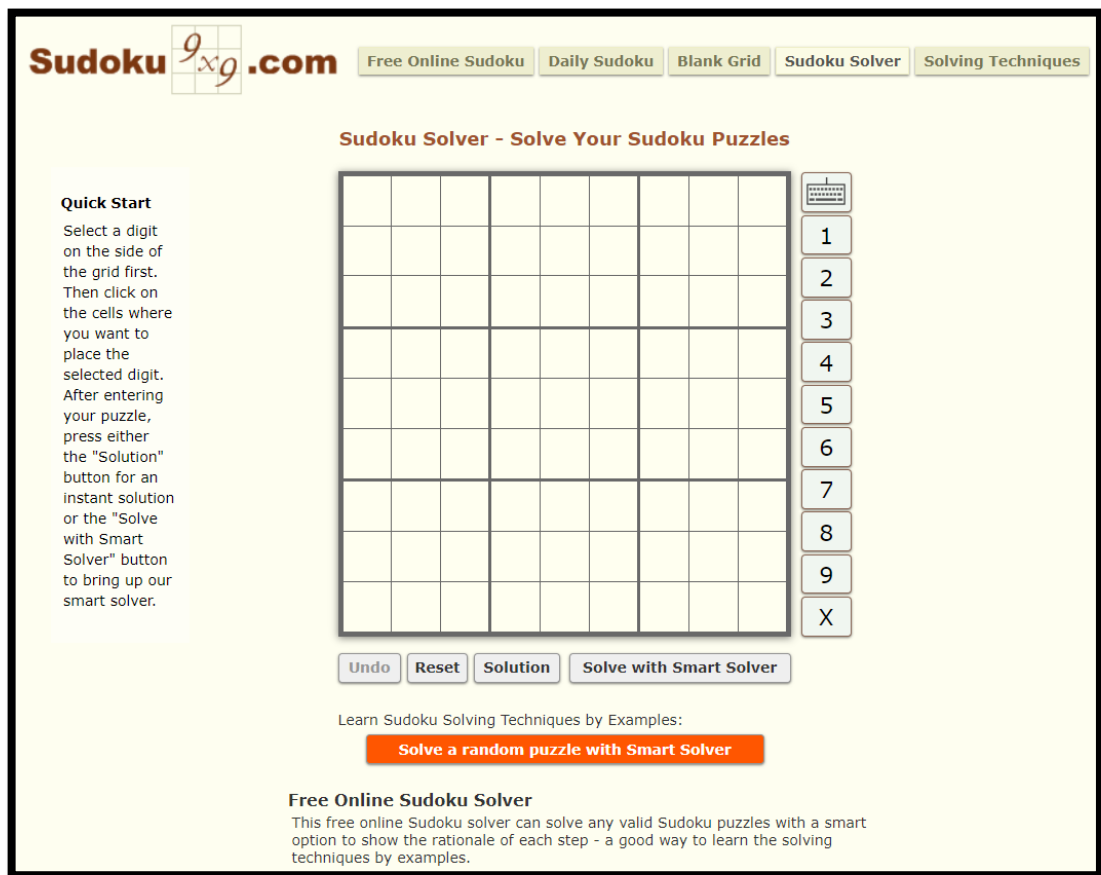 Sudoku 9x9 .com
Free Online Sudoku
Daily Sudoku
Blank Grid
Sudoku Solver
Solving Techniques
Sudoku Solver - Solve Your Sudoku Puzzles
Quick Start
Select a digit
on the side of
the grid first.
Then click on
the cells where
you want to
place the
selected digit.
After entering
your puzzle,
press either
the "Solution"
button for an
instant solution
or the "Solve
with Smart
Solver" button
to bring up our
smart solver.
1
2
3
4
5
6
7
8
9
X
Undo
Reset
Solution
Solve with Smart Solver
Learn Sudoku Solving Techniques by Examples:
Solve a random puzzle with Smart Solver
Free Online Sudoku Solver
This free online Sudoku solver can solve any valid Sudoku puzzles with a smart
option to show the rationale of each step - a good way to learn the solving
techniques by examples.